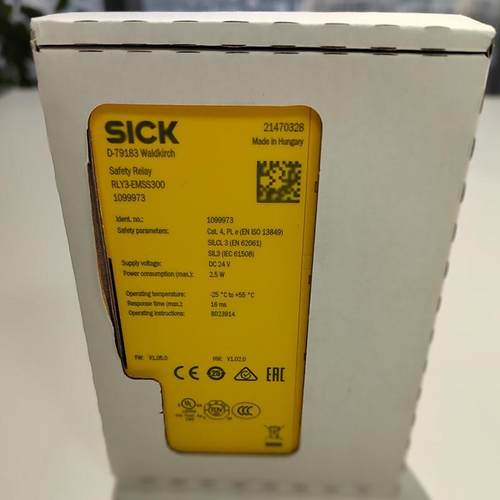 SICK
21470328
D-79183 Waldkirch
Made in Hungary
Safety Relay
RLY3-EMSS300
1099973
Ident. no.: 1099973
Safety parameters: Cat. 4, PL e (EN ISO 13849)
SILCL 3 (EN 62061)
SIL3 (IEC 61508)
Supply voltage: DC 24 V
Power consumption (max.): 2.5 W
Operating temperature: -25 °C to +55 °C
Response time (max.): 16 ms
Operating instructions: 8023914
FW: V1.05.0 HW: V1.02.0
CE 25 EAC
UL CCC